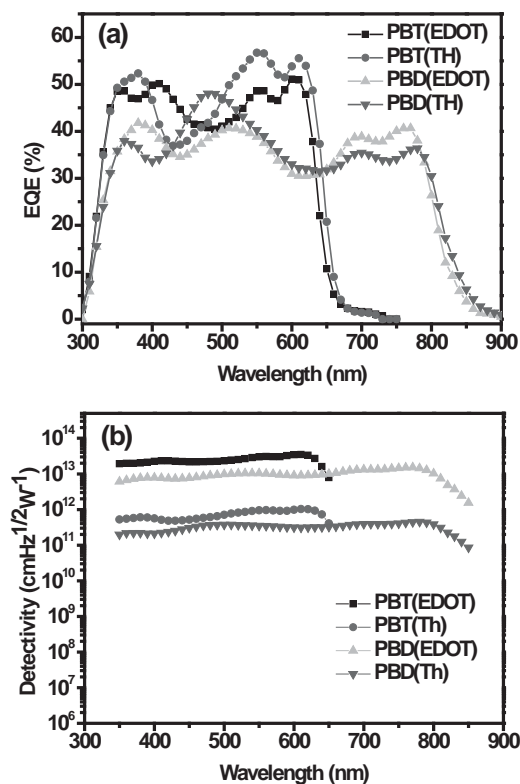 (a)
PBT(EDOT)
PBT(TH)
PBD(EDOT)
PBD(TH)
60
50
40
30
20
10
0
EQE (%)
300 400 500 600 700 800 900
Wavelength (nm)
(b)
10^14
10^13
10^12
10^11
10^10
10^9
10^8
10^7
10^6
Detectivity (cmHz^1/2W^-1)
PBT(EDOT)
PBT(Th)
PBD(EDOT)
PBD(Th)
300 400 500 600 700 800 900
Wavelength (nm)